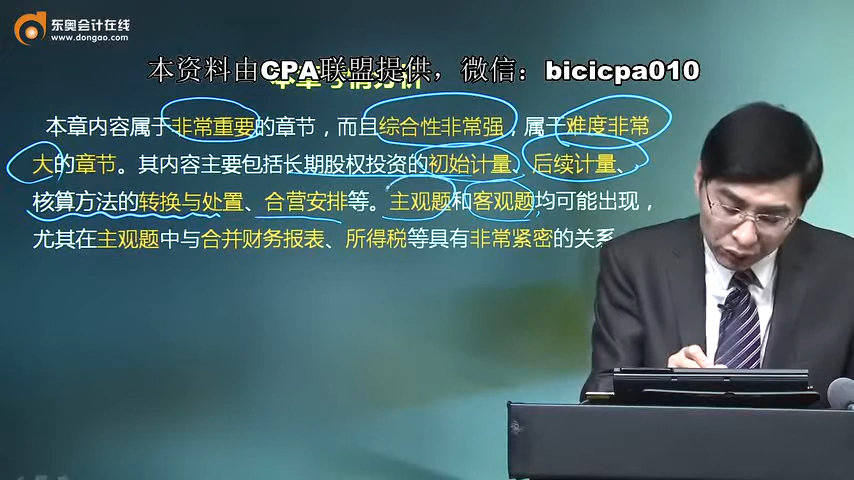 东奥会计在线
www.dongao.com
本资料由CPA联盟提供，微信：bicicpa010
本章内容属于非常重要的章节，而且综合性非常强，属于难度非常
大的章节。其内容主要包括长期股权投资的初始计量、后续计量、
核算方法的转换与处置、合营安排等。主观题和客观题均可能出现，
尤其在主观题中与合并财务报表、所得税等具有非常紧密的关系